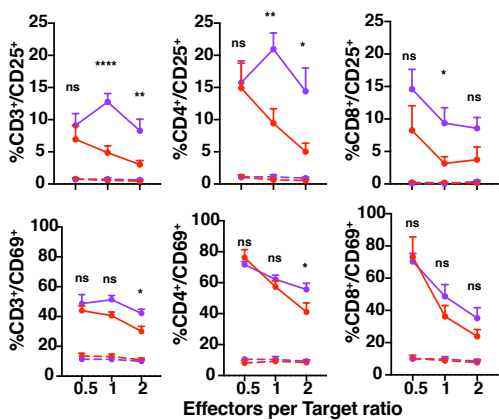 %CD3⁺/CD25⁺
25
20
15
10
5
0
ns
****
**
%CD4⁺/CD25⁺
25
20
15
10
5
0
ns
**
*
%CD8⁺/CD25⁺
25
20
15
10
5
0
ns
*
%CD3⁺/CD69⁺
100
80
60
40
20
0
ns
ns
*
0.5 1 2
%CD4⁺/CD69⁺
100
80
60
40
20
0
ns
ns
*
0.5 1 2
%CD8⁺/CD69⁺
100
80
60
40
20
0
ns
ns
ns
0.5 1 2
Effectors per Target ratio